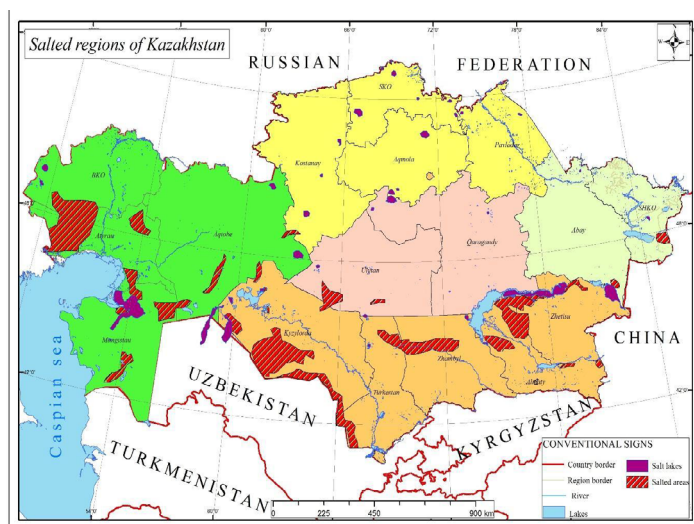 Salted regions of Kazakhstan
RUSSIAN FEDERATION
SKO
Kostanay
Aqmola
Pavlodar
BKO
Atyrau
Aqtobe
Abay
SHKO
Ulytau
Qaragandy
Mangystau
Kyzylorda
Zhetisu
Zhambyl
Turkestan
Almaty
CHINA
Caspian sea
UZBEKISTAN
KYRGYZSTAN
TURKMENISTAN
CONVENTIONAL SIGNS
Country border
Region border
River
Lakes
Salt lakes
Salted areas
0 225 450 900 km